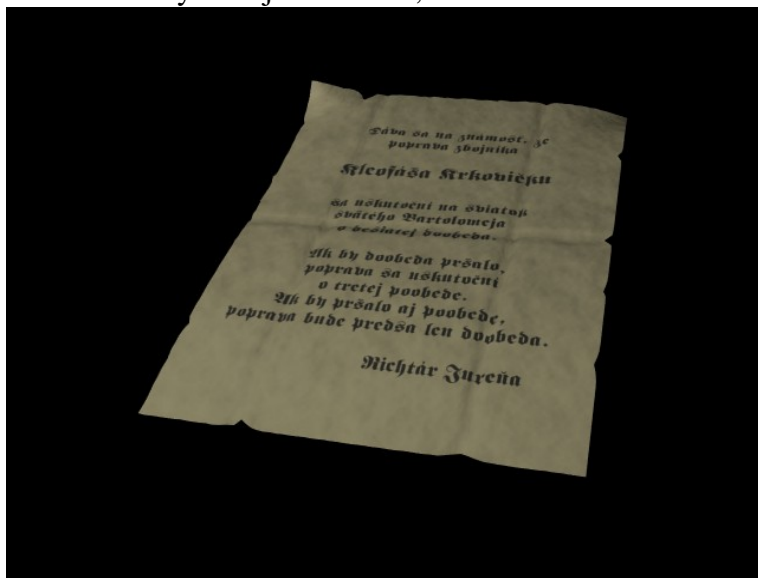 Dáva sa na známosť, že
poprava zbojníka
Kleofáša Krkovičku
sa uskutoční na sviatok
svätého Bartolomeja
o desiatej doobeda.
Ak by doobeda pršalo,
poprava sa uskutoční
o tretej poobede.
Ak by pršalo aj poobede,
poprava bude predsa len doobeda.
Richtár Jureňa